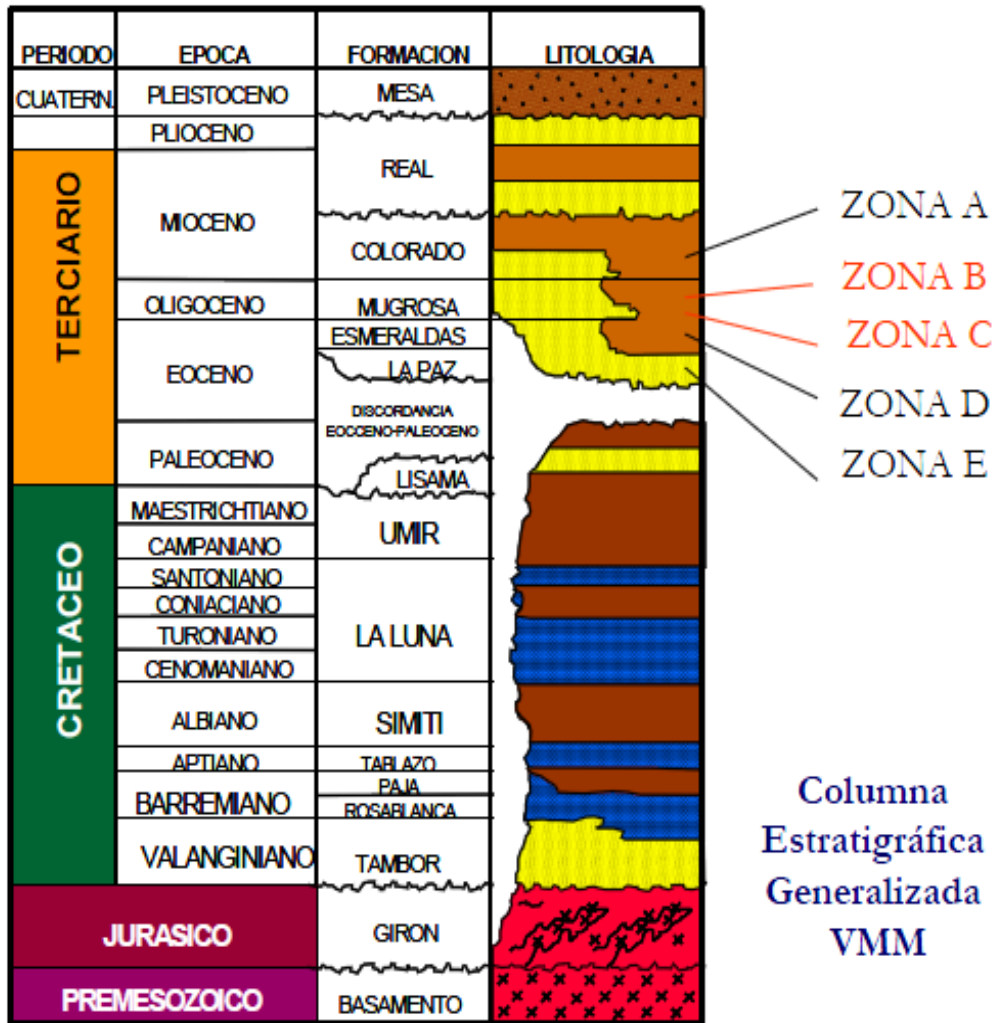 PERIODO EPOCA FORMACION LITOLOGIA
CUATERN. PLEISTOCENO MESA
PLIOCENO
TERCIARIO
REAL
MIOCENO
ZONA A
COLORADO
ZONA B
OLIGOCENO MUGROSA
ZONA C
ESMERALDAS
EOCENO LA PAZ
ZONA D
DISCORDANCIA
EOCCENO-PALEOCENO
PALEOCENO
ZONA E
LISAMA
CRETACEO
MAESTRICHTIANO
UMIR
CAMPANIANO
SANTONIANO
CONIACIANO
TURONIANO
LA LUNA
CENOMANIANO
ALBIANO SIMITI
APTIANO TABLAZO
PAJA
BARREMIANO
ROSABLANCA
VALANGINIANO TAMBOR
Columna
Estratigráfica
Generalizada
VMM
JURASICO GIRON
PREMESOZOICO BASAMENTO